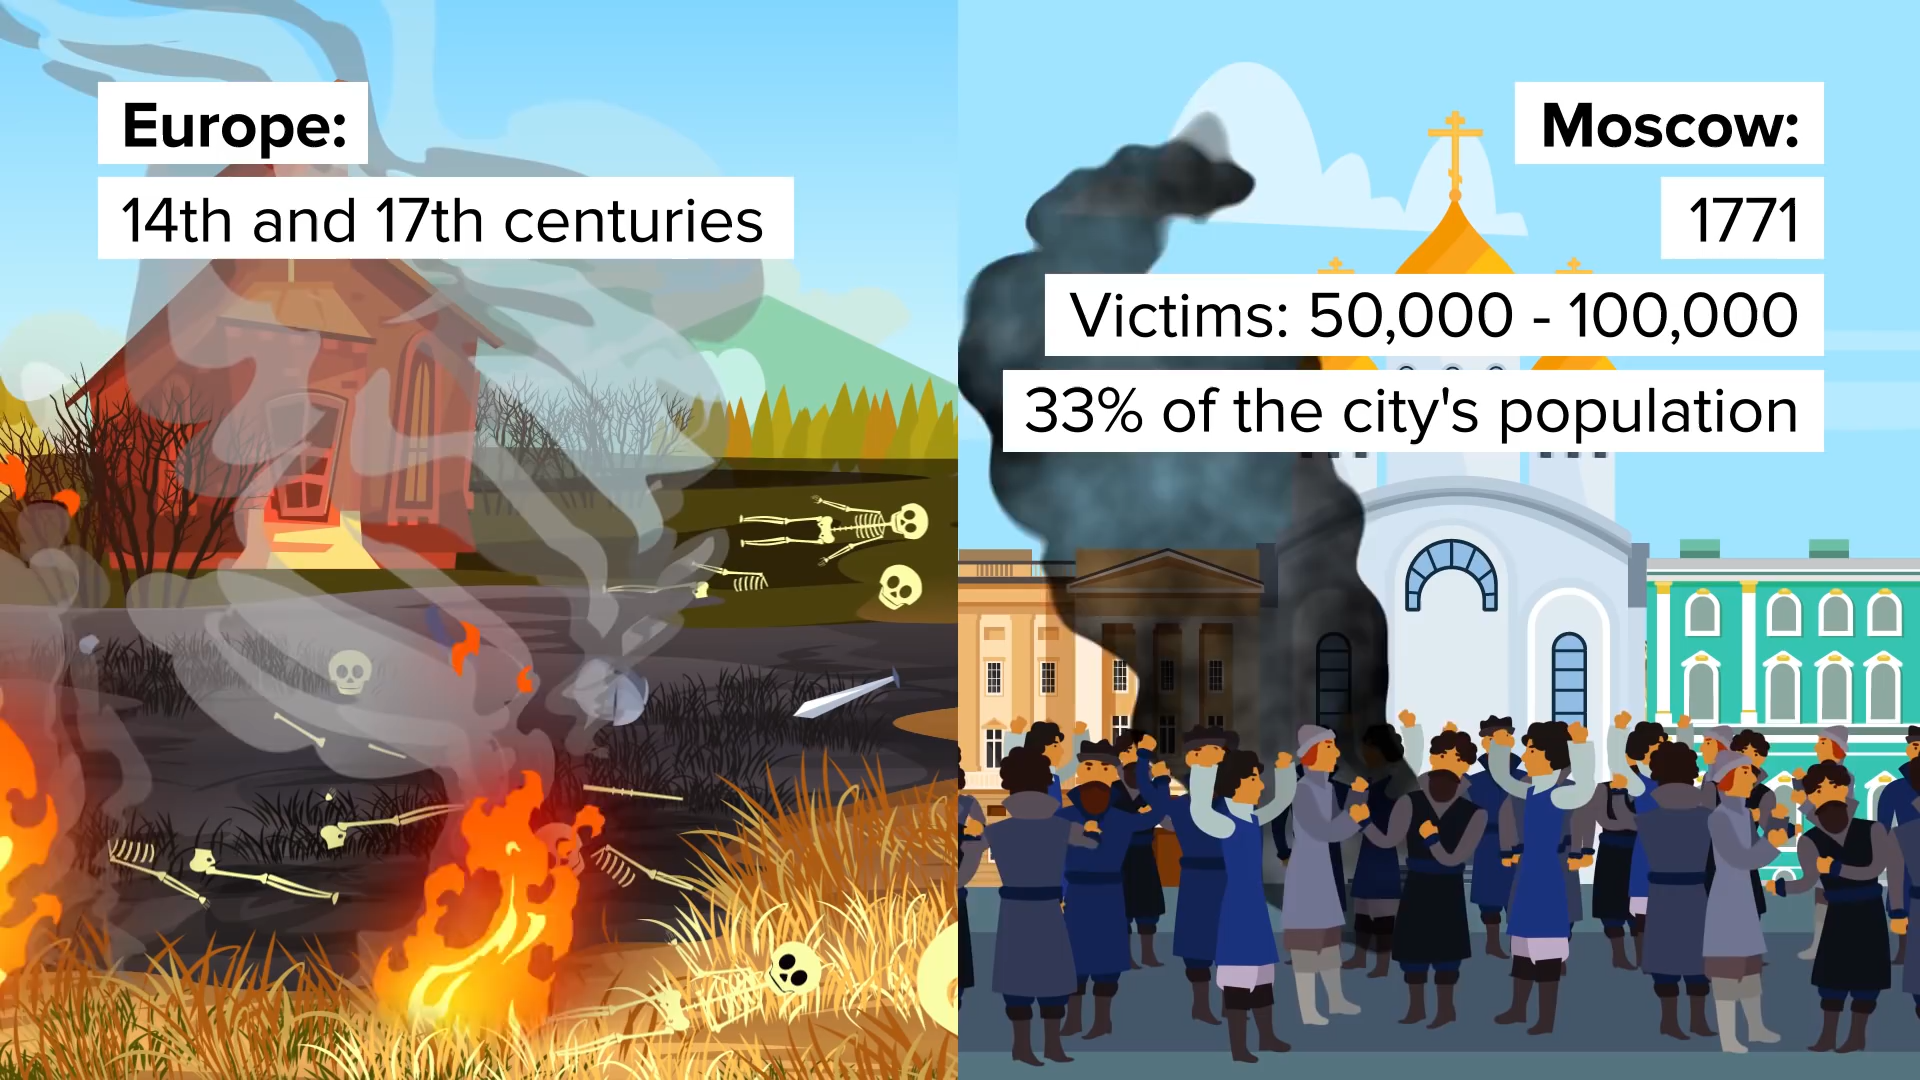 Europe:
14th and 17th centuries
Moscow:
1771
Victims: 50,000 - 100,000
33% of the city's population